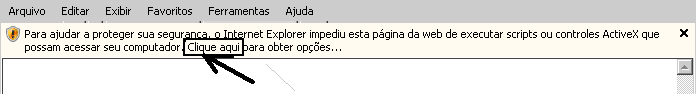 Arquivo Editar Exibir Favoritos Ferramentas Ajuda
Para ajudar a proteger sua segurança, o Internet Explorer impediu esta página da web de executar scripts ou controles ActiveX que
possam acessar seu computador. Clique aqui para obter opções...